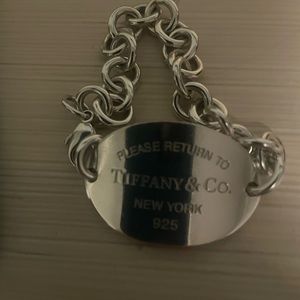 PLEASE RETURN TO
TIFFANY & CO.
NEW YORK
925